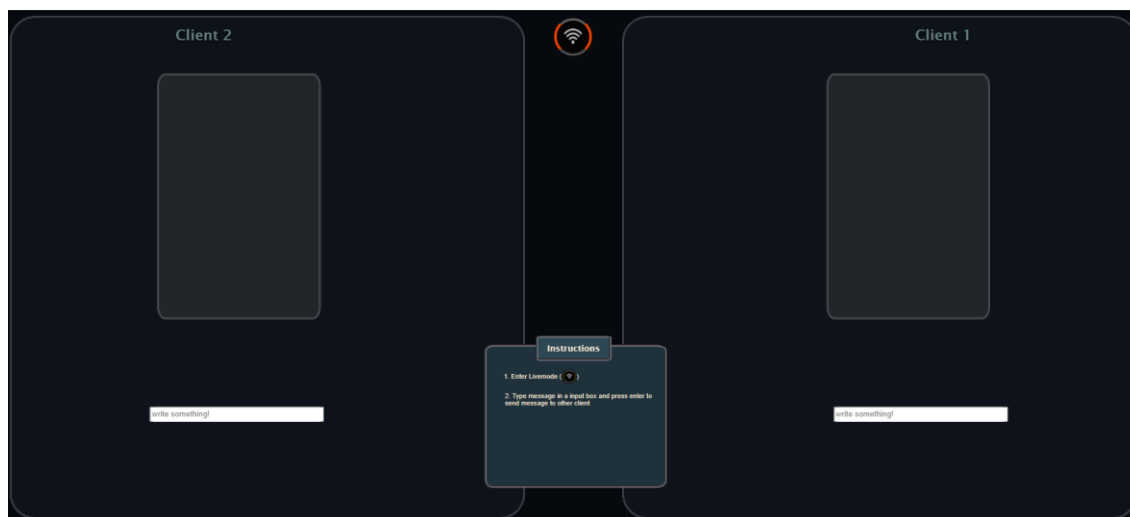 Client 2
Client 1
Instructions
1. Enter Livemode ( )
2. Type message in a input box and press enter to
send message to other client
write something!
write something!